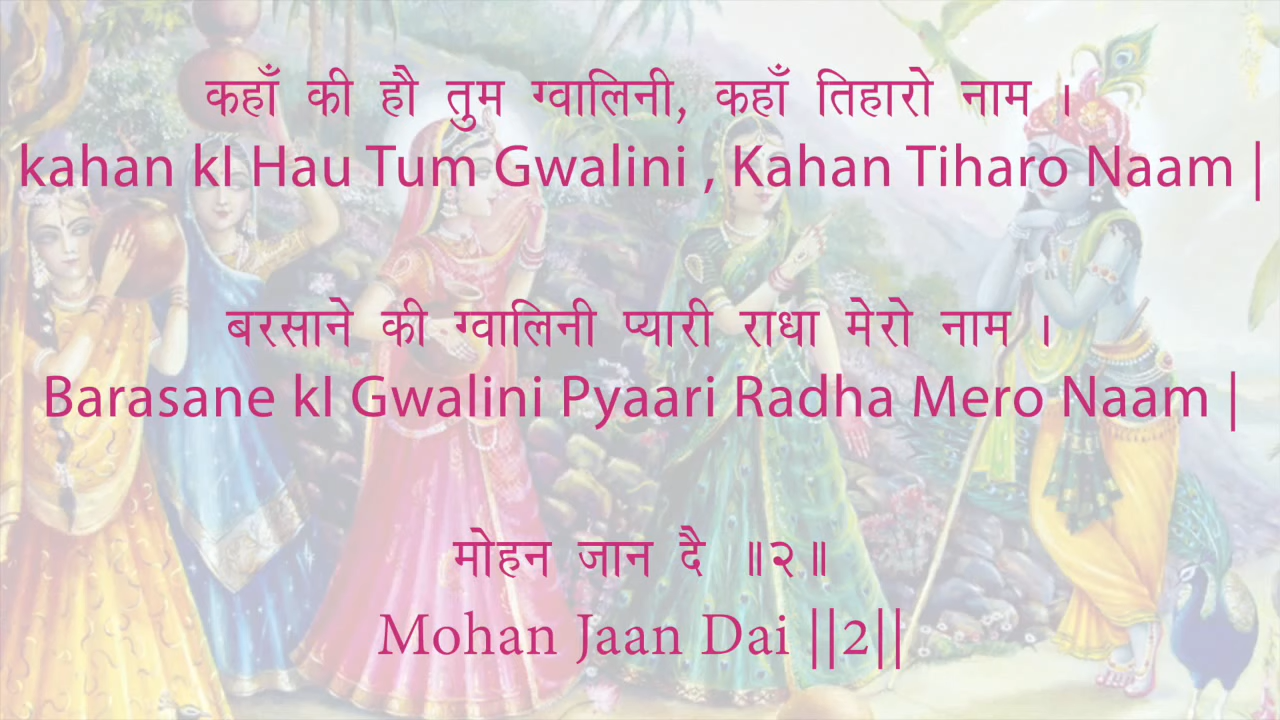 कहाँ की हौ तुम ग्वालिनी, कहाँ तिहारो नाम ।
kahan kI Hau Tum Gwalini , Kahan Tiharo Naam |
बरसाने की ग्वालिनी प्यारी राधा मेरो नाम ।
Barasane kI Gwalini Pyaari Radha Mero Naam |
मोहन जान दै ॥२॥
Mohan Jaan Dai ||2||